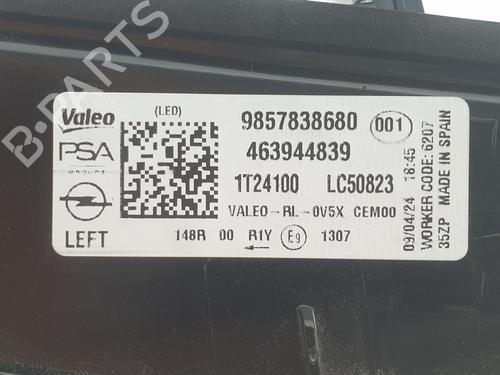 Valeo (LED) 9857838680 001
PSA 463944839
GROUPE
1T24100 LC50823
VALEO-RL-0V5X CEM00
LEFT 148R 00 R1Y E9 1307
09/04/24 18:45
WORKER CODE: 6207
35ZP MADE IN SPAIN
B-PARTS